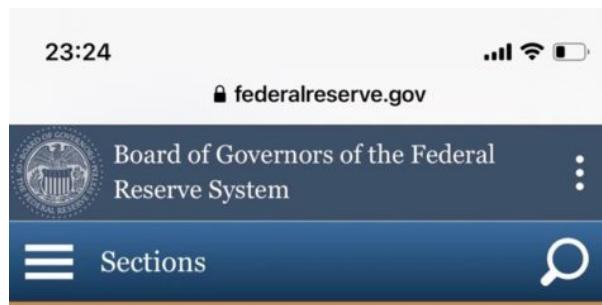 23:24
federalreserve.gov
Board of Governors of the Federal
Reserve System
Sections